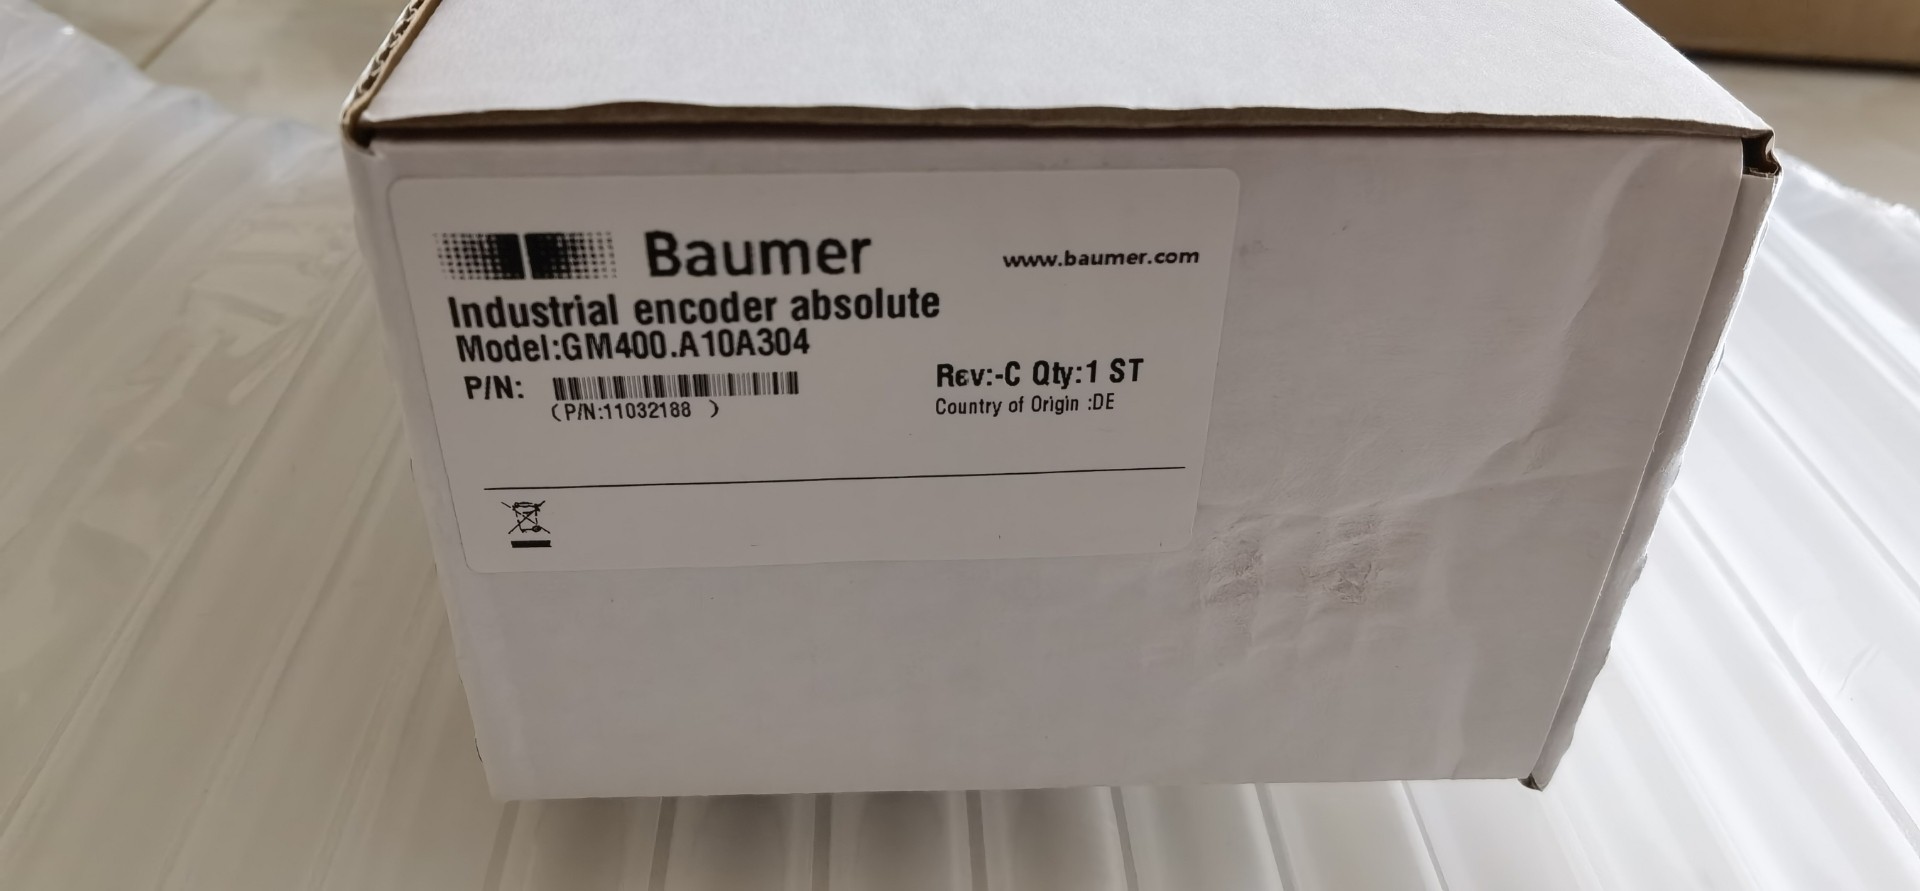 Baumer
www.baumer.com
Industrial encoder absolute
Model:GM400.A10A304
P/N:
(P/N:11032188 )
Rev:-C Qty:1 ST
Country of Origin :DE